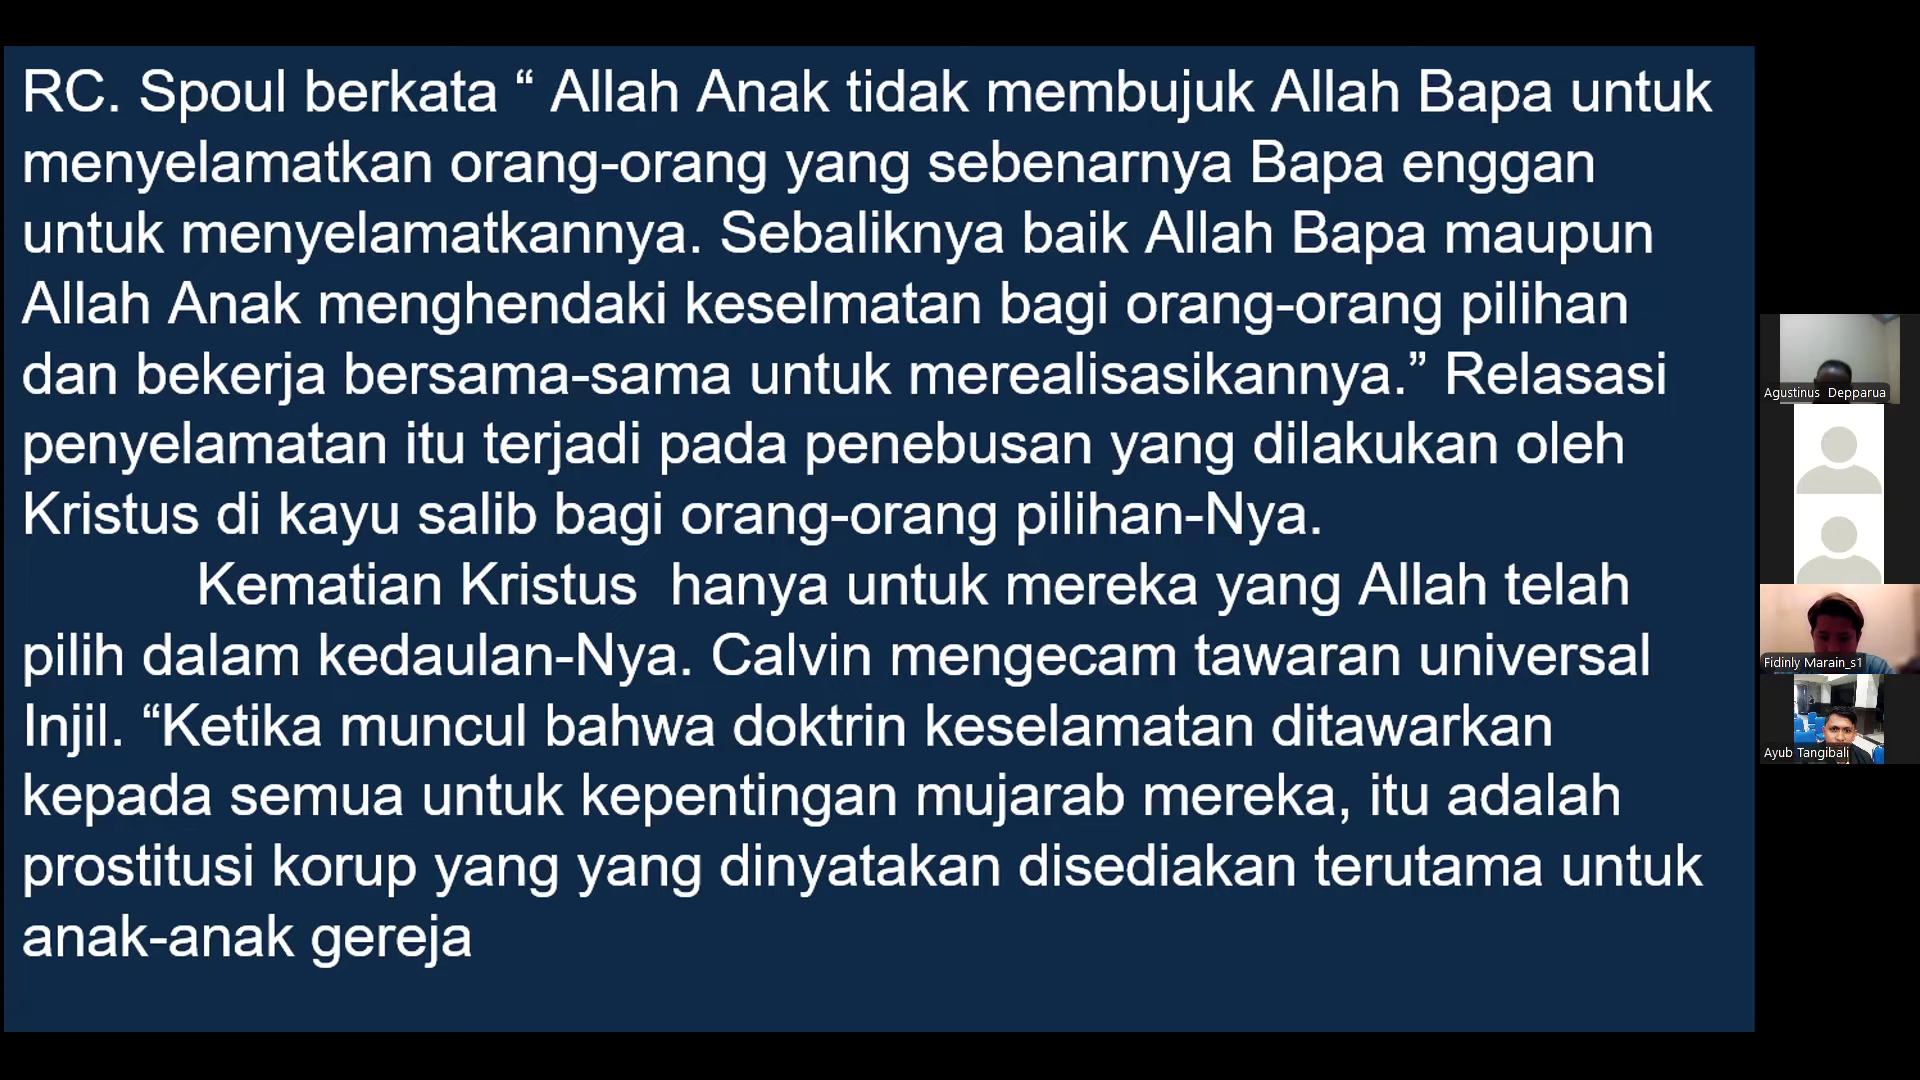 RC. Spoul berkata “ Allah Anak tidak membujuk Allah Bapa untuk
menyelamatkan orang-orang yang sebenarnya Bapa enggan
untuk menyelamatkannya. Sebaliknya baik Allah Bapa maupun
Allah Anak menghendaki keselmatan bagi orang-orang pilihan
dan bekerja bersama-sama untuk merealisasikannya.” Relasasi
penyelamatan itu terjadi pada penebusan yang dilakukan oleh
Kristus di kayu salib bagi orang-orang pilihan-Nya.
Kematian Kristus  hanya untuk mereka yang Allah telah
pilih dalam kedaulan-Nya. Calvin mengecam tawaran universal
Injil. “Ketika muncul bahwa doktrin keselamatan ditawarkan
kepada semua untuk kepentingan mujarab mereka, itu adalah
prostitusi korup yang yang dinyatakan disediakan terutama untuk
anak-anak gereja
Agustinus  Depparua
Fidinly Marain_s1
Ayub Tangibali